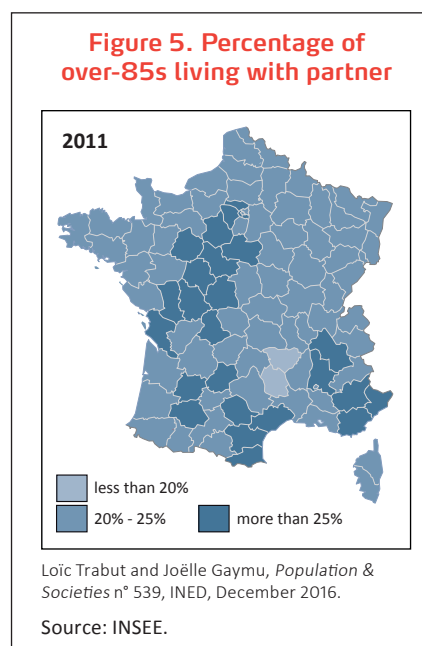 Figure 5. Percentage of
over-85s living with partner
2011
less than 20%
20% - 25%
more than 25%
Loïc Trabut and Joëlle Gaymu, Population &
Societies n° 539, INED, December 2016.
Source: INSEE.